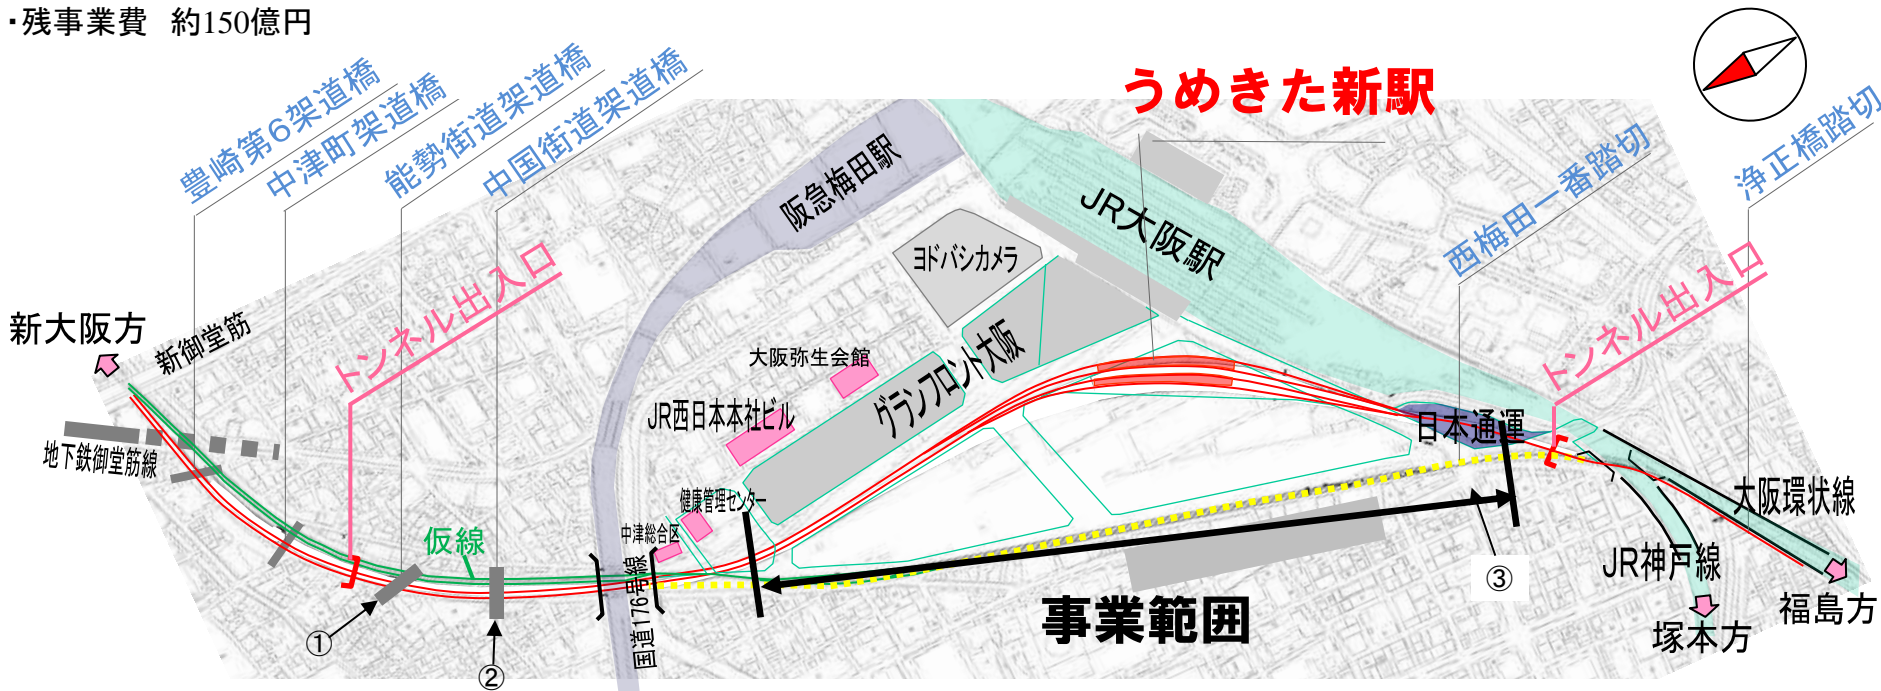 ・残事業費　約150億円
うめきた新駅
豊崎第6架道橋
中津町架道橋
能勢街道架道橋
中国街道架道橋
西梅田一番踏切
浄正橋踏切
阪急梅田駅
JR大阪駅
ヨドバシカメラ
トンネル出入口
トンネル出入口
新大阪方
新御堂筋
大阪弥生会館
グランフロント大阪
JR西日本本社ビル
日本通運
地下鉄御堂筋線
健康管理センター
中津総合区
仮線
国道176号線
大阪環状線
JR神戸線
福島方
塚本方
事業範囲
①
②
③